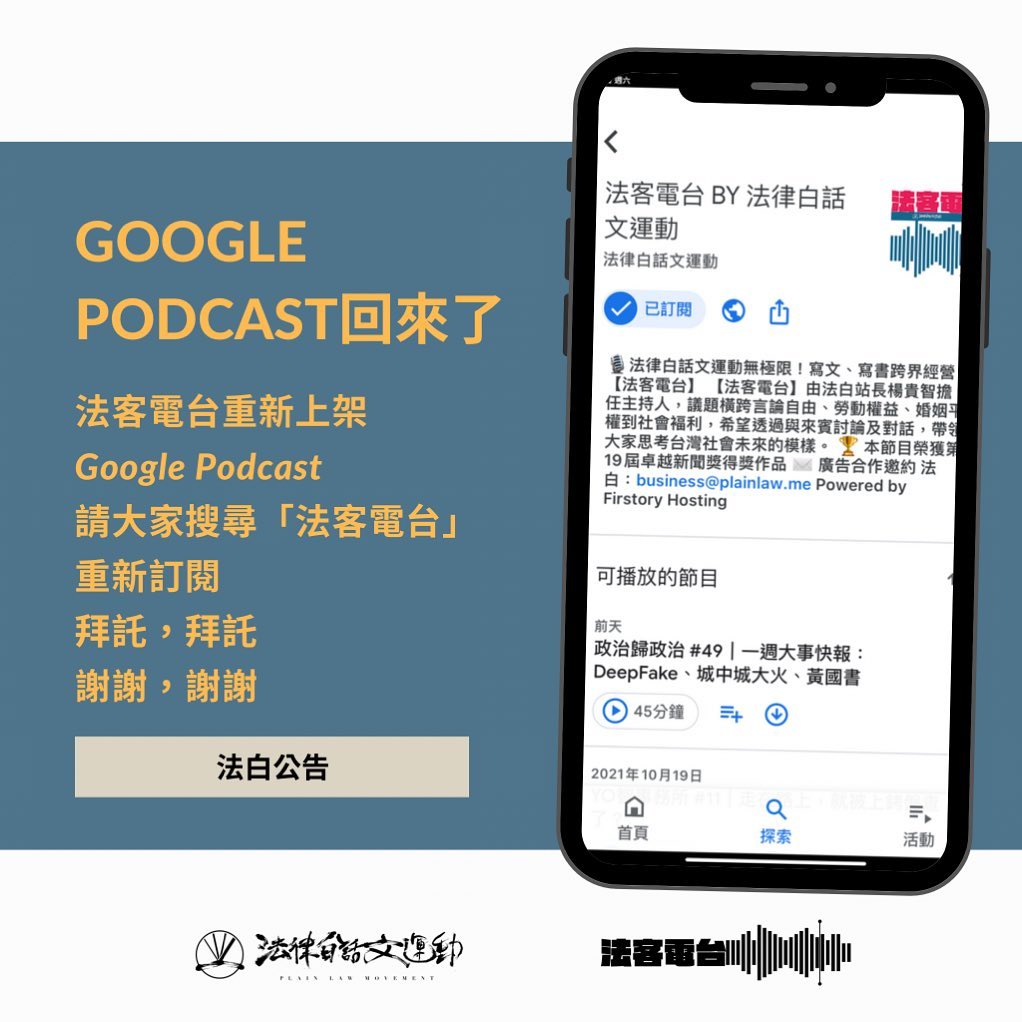 GOOGLE
PODCAST回來了
法客電台重新上架
Google Podcast
請大家搜尋「法客電台」
重新訂閱
拜託，拜託
謝謝，謝謝
法白公告
週六
法客電台 BY 法律白話
文運動
法律白話文運動
法客電
已訂閱
🎙️法律白話文運動無極限！寫文、寫書跨界經營
【法客電台】【法客電台】由法白站長楊貴智擔
任主持人，議題橫跨言論自由、勞動權益、婚姻平
權到社會福利，希望透過與來賓討論及對話，帶領
大家思考台灣社會未來的模樣。🏆 本節目榮獲第
19屆卓越新聞獎得獎作品 ✉️ 廣告合作邀約 法
白：business@plainlaw.me Powered by
Firstory Hosting
可播放的節目
前天
政治歸政治 #49｜一週大事快報：
DeepFake、城中城大火、黃國書
45分鐘
2021年10月19日
首頁
探索
活動
法律白話文運動
PLAIN LAW MOVEMENT
法客電台